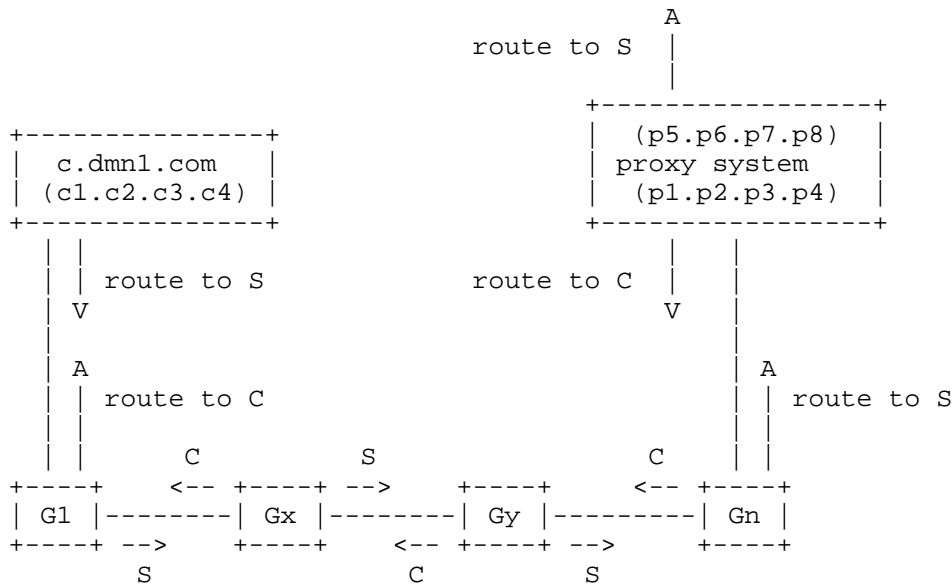 A
route to S |
|
+-----------------+
+---------------+ | (p5.p6.p7.p8) |
| c.dmn1.com | | proxy system |
| (c1.c2.c3.c4) | | (p1.p2.p3.p4) |
+---------------+ +-----------------+
| | | |
| | route to S route to C | |
| V V |
| |
| A | A
| | route to C | | route to S
| | | |
| | C S C | |
+----+ <-- +----+ --> +----+ <-- +----+
| G1 |--------| Gx |--------| Gy |---------| Gn |
+----+ --> +----+ <-- +----+ --> +----+
S C S